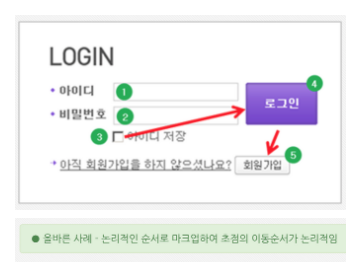 LOGIN
• 아이디 1
• 비밀번호 2
로그인 4
3 아이디 저장
아직 회원가입을 하지 않으셨나요? 회원가입 5
● 올바른 사례 - 논리적인 순서로 마크업하여 초점의 이동순서가 논리적임